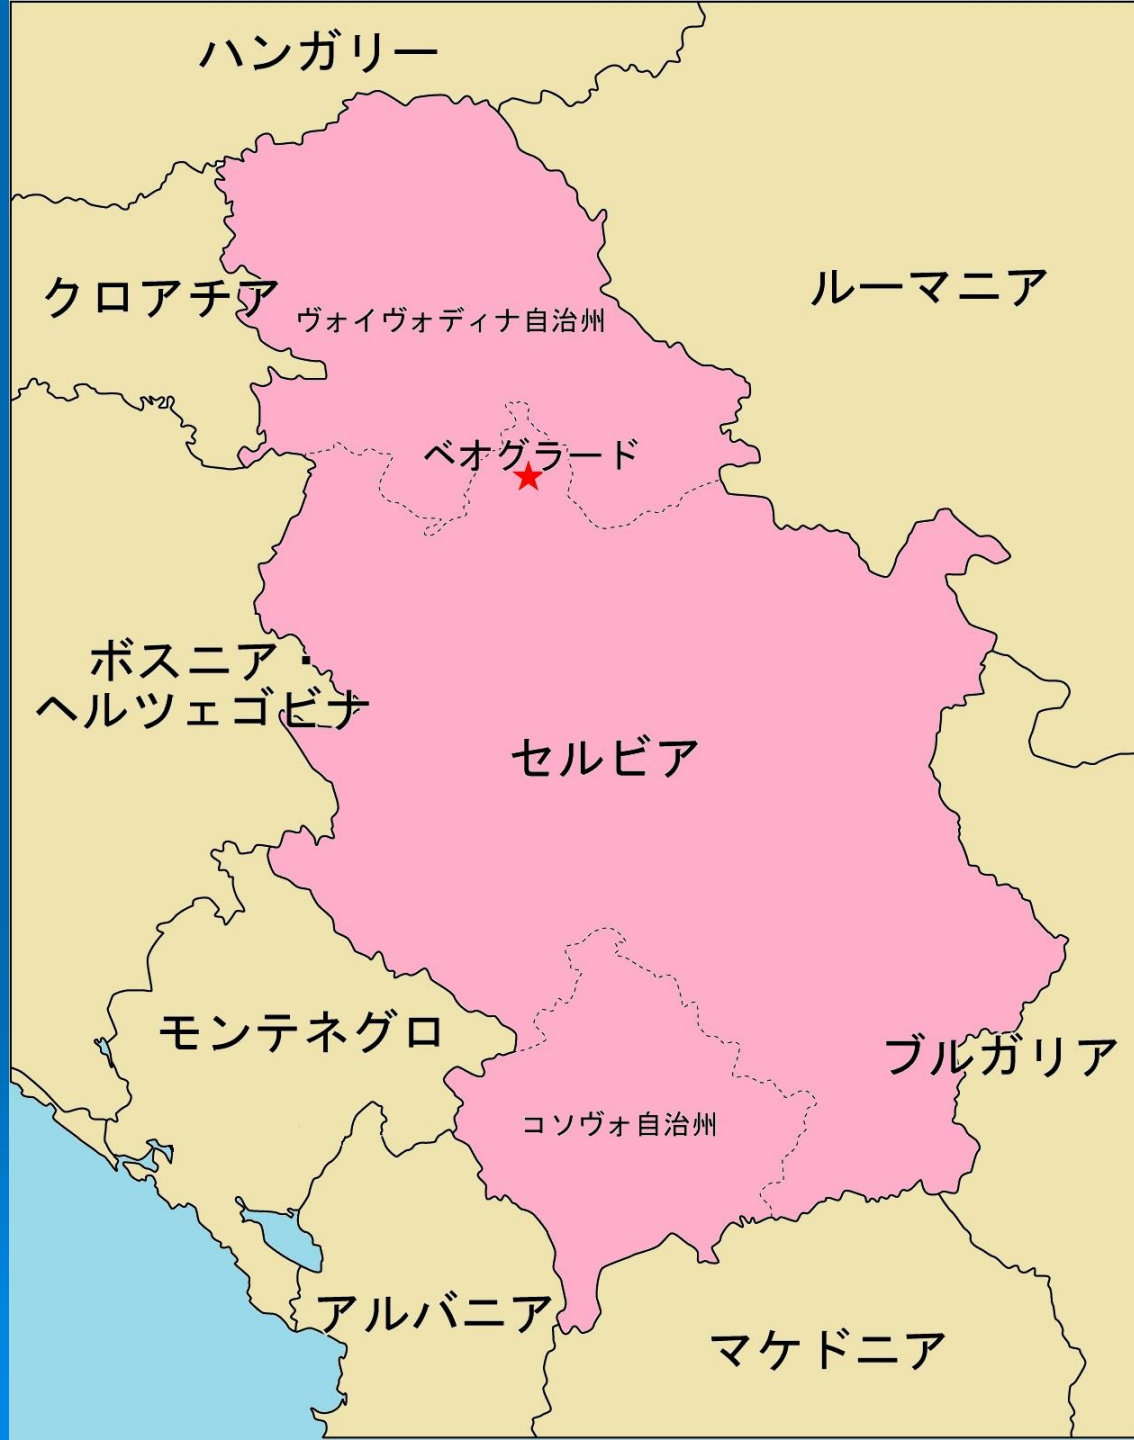 ハンガリー
クロアチア
ルーマニア
ヴォイヴォディナ自治州
ベオグラード
ボスニア・
ヘルツェゴビナ
セルビア
モンテネグロ
ブルガリア
コソヴォ自治州
アルバニア
マケドニア